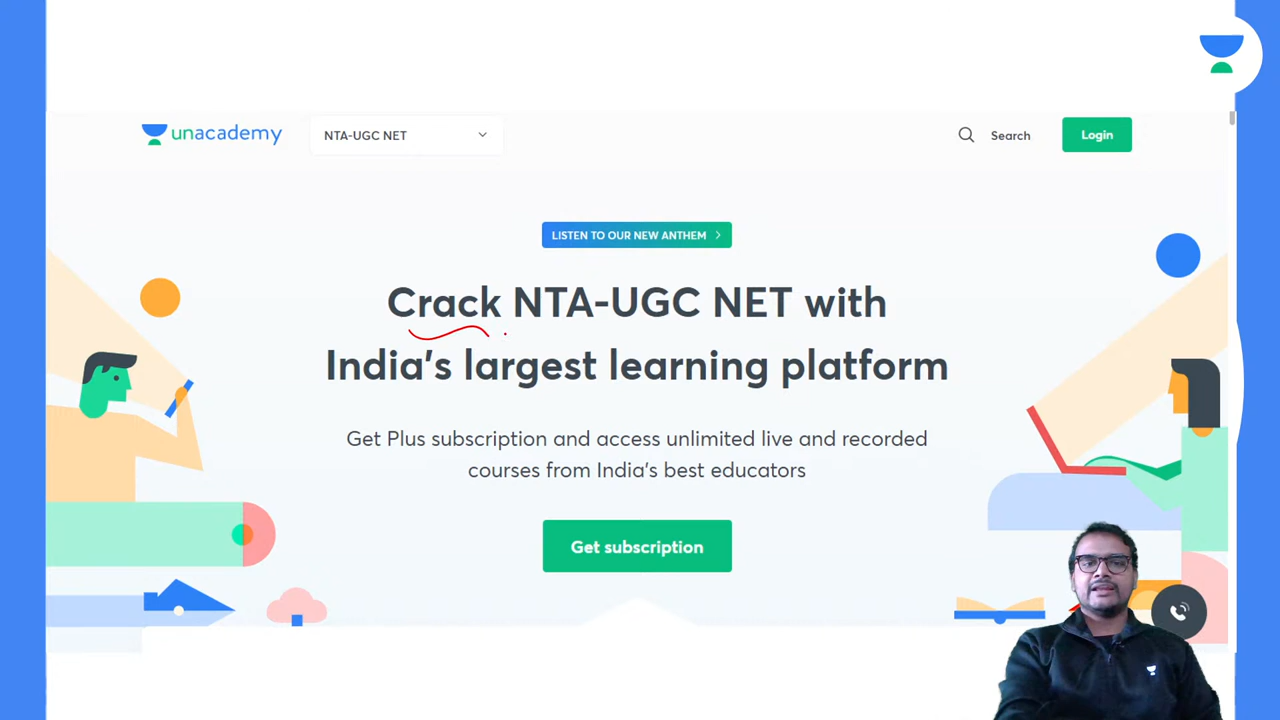 unacademy
NTA-UGC NET
Search
Login
LISTEN TO OUR NEW ANTHEM
Crack NTA-UGC NET with
India's largest learning platform
Get Plus subscription and access unlimited live and recorded
courses from India's best educators
Get subscription